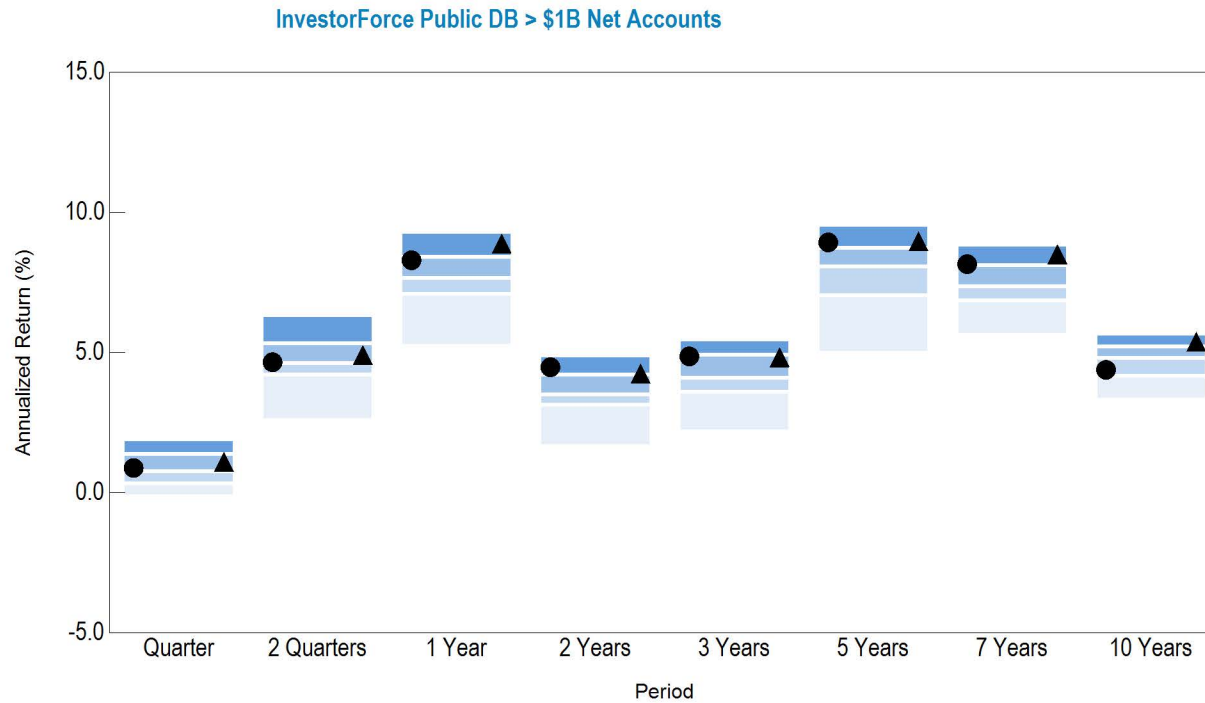 InvestorForce Public DB > $1B Net Accounts
15.0
10.0
5.0
0.0
-5.0
Annualized Return (%)
Quarter 2 Quarters 1 Year 2 Years 3 Years 5 Years 7 Years 10 Years
Period